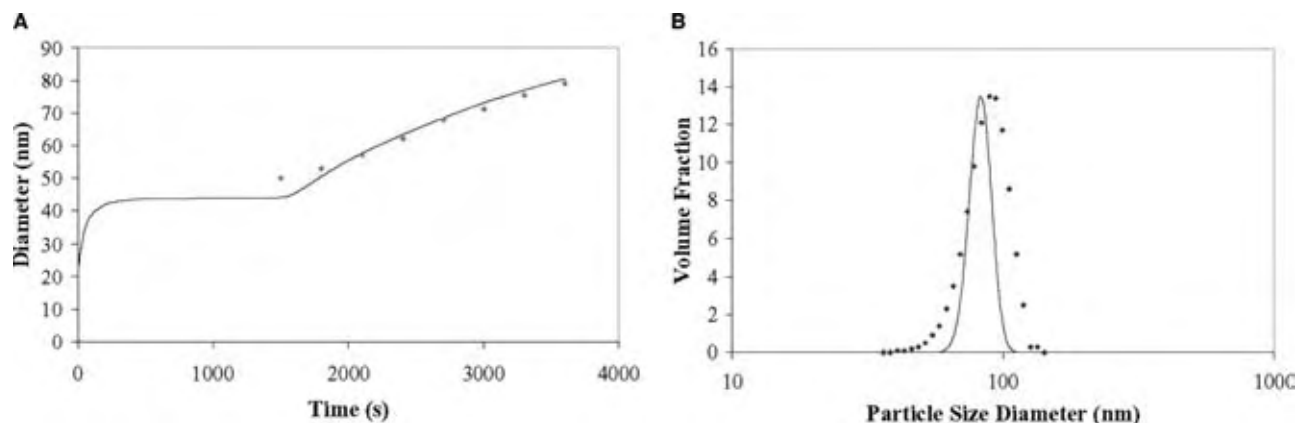 A
90
80
70
60
50
40
30
20
10
0
Diameter (nm)
0 1000 2000 3000 4000
Time (s)
B
16
14
12
10
8
6
4
2
0
Volume Fraction
10 100 1000
Particle Size Diameter (nm)